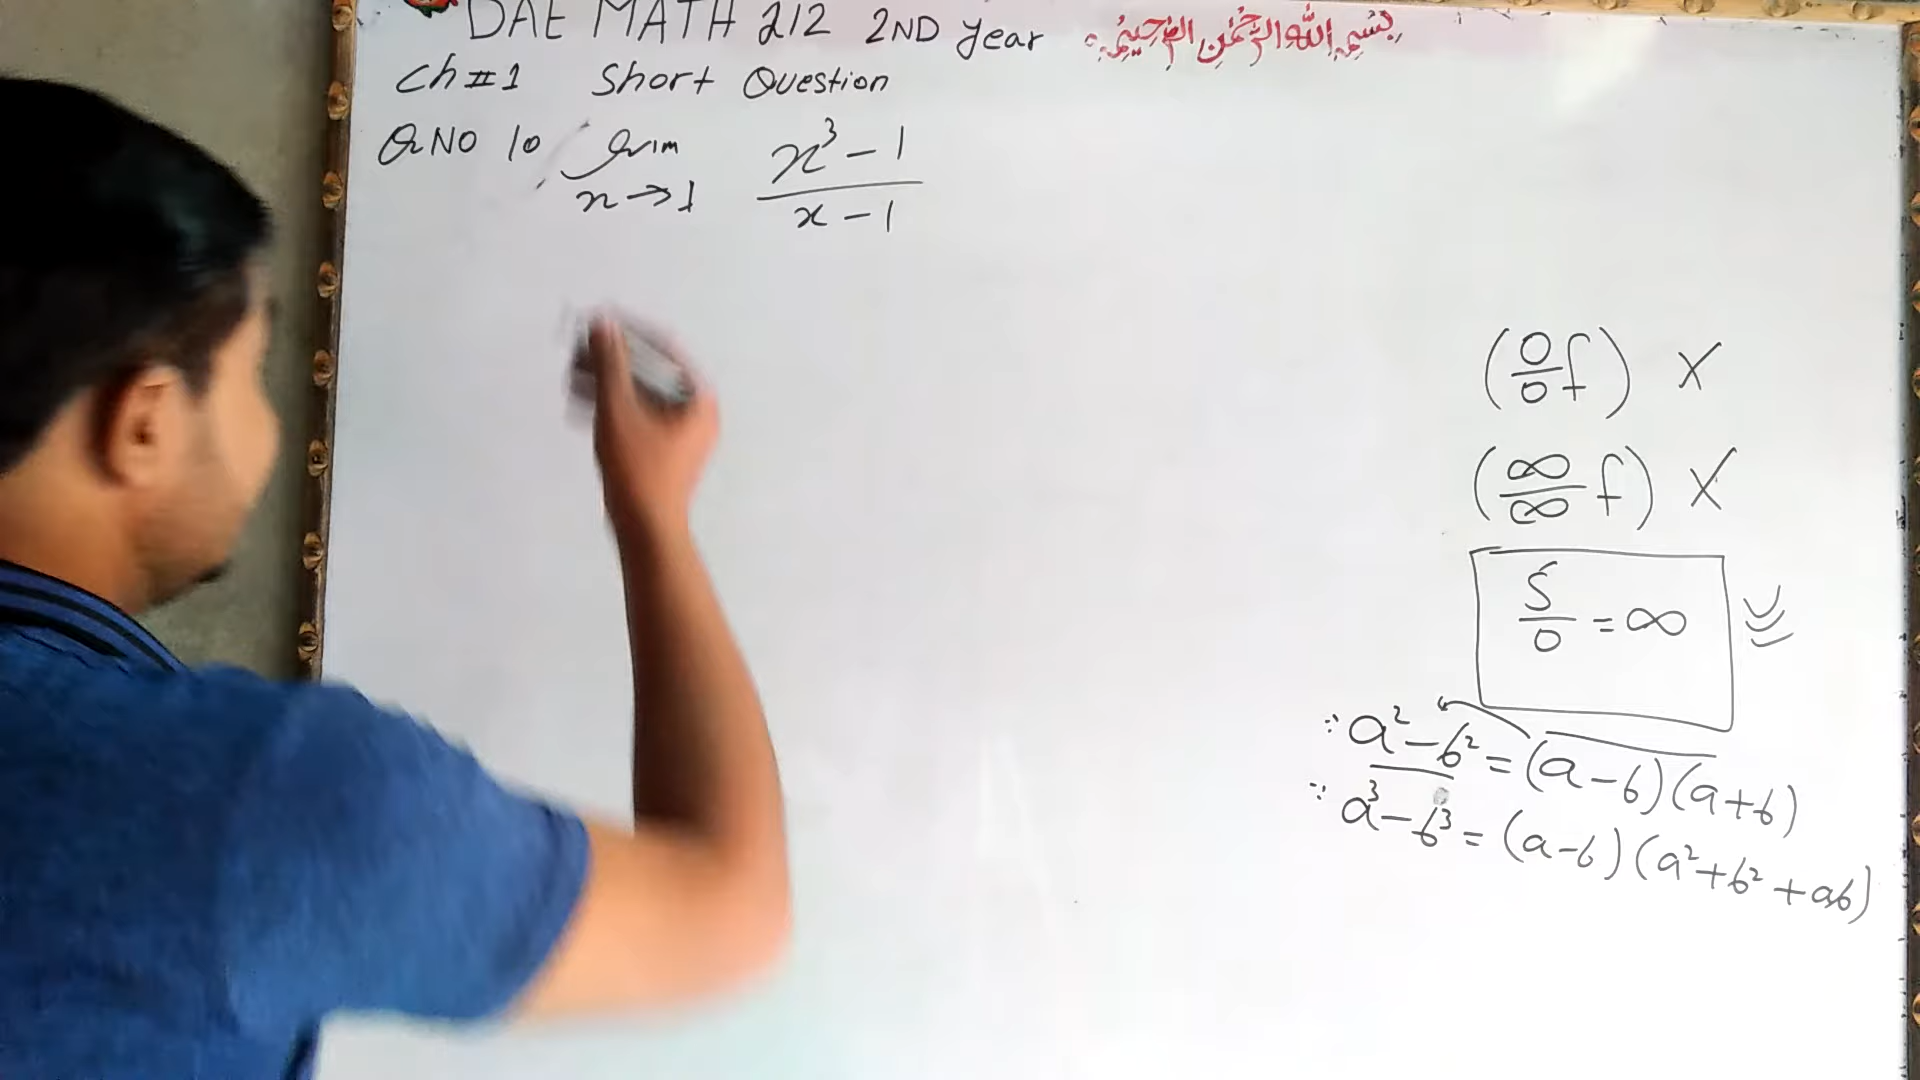 DAE MATH 212 2ND year بِسْمِ اللهِ الرَّحْمٰنِ الرَّحِيْمِ
Ch # 1 Short Question
Q NO 10 Lim x→1 x³ - 1 / x - 1
(0/0 f) X
(∞/∞ f) X
5/0 = ∞
∵ a² - b² = (a - b)(a + b)
∵ a³ - b³ = (a - b)(a² + b² + ab)